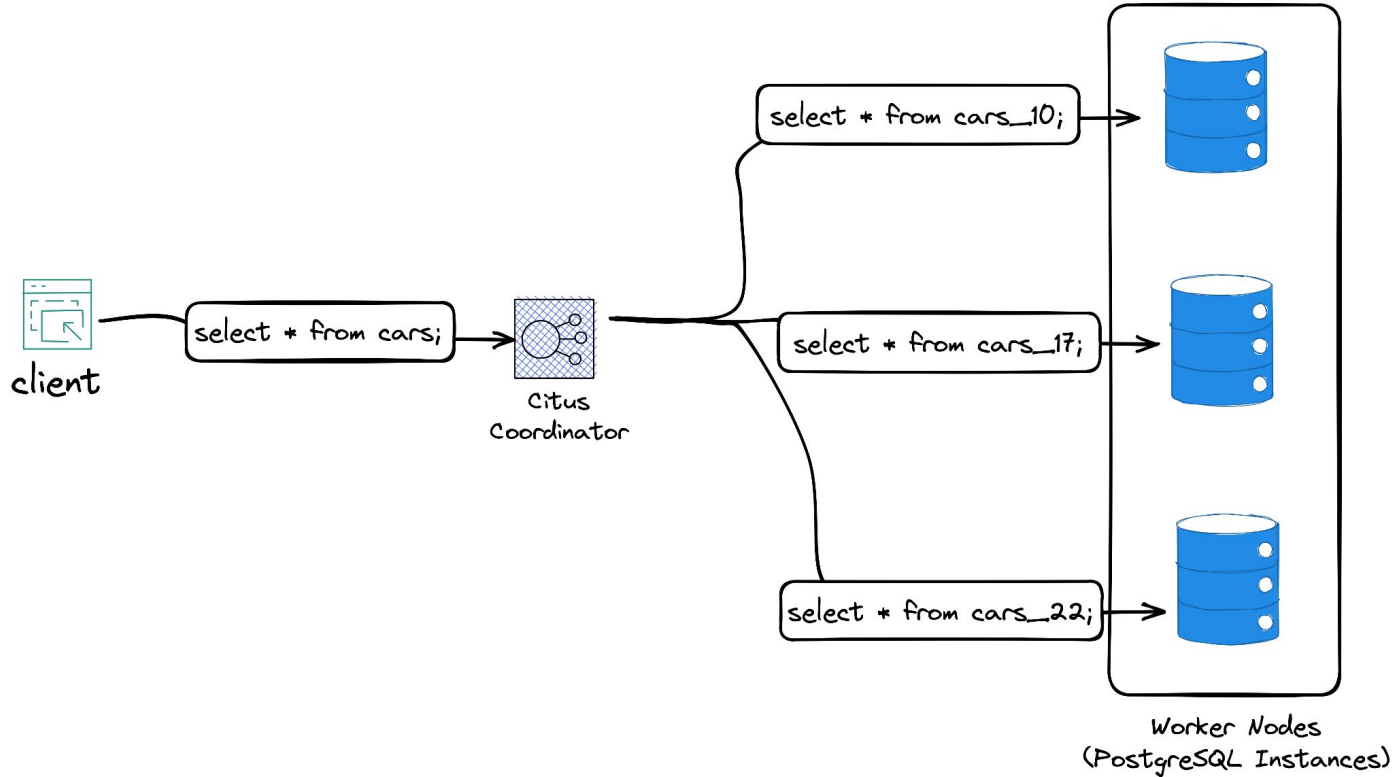 select * from cars_10;
select * from cars;
select * from cars_17;
client
Citus
Coordinator
select * from cars_22;
Worker Nodes
(PostgreSQL Instances)